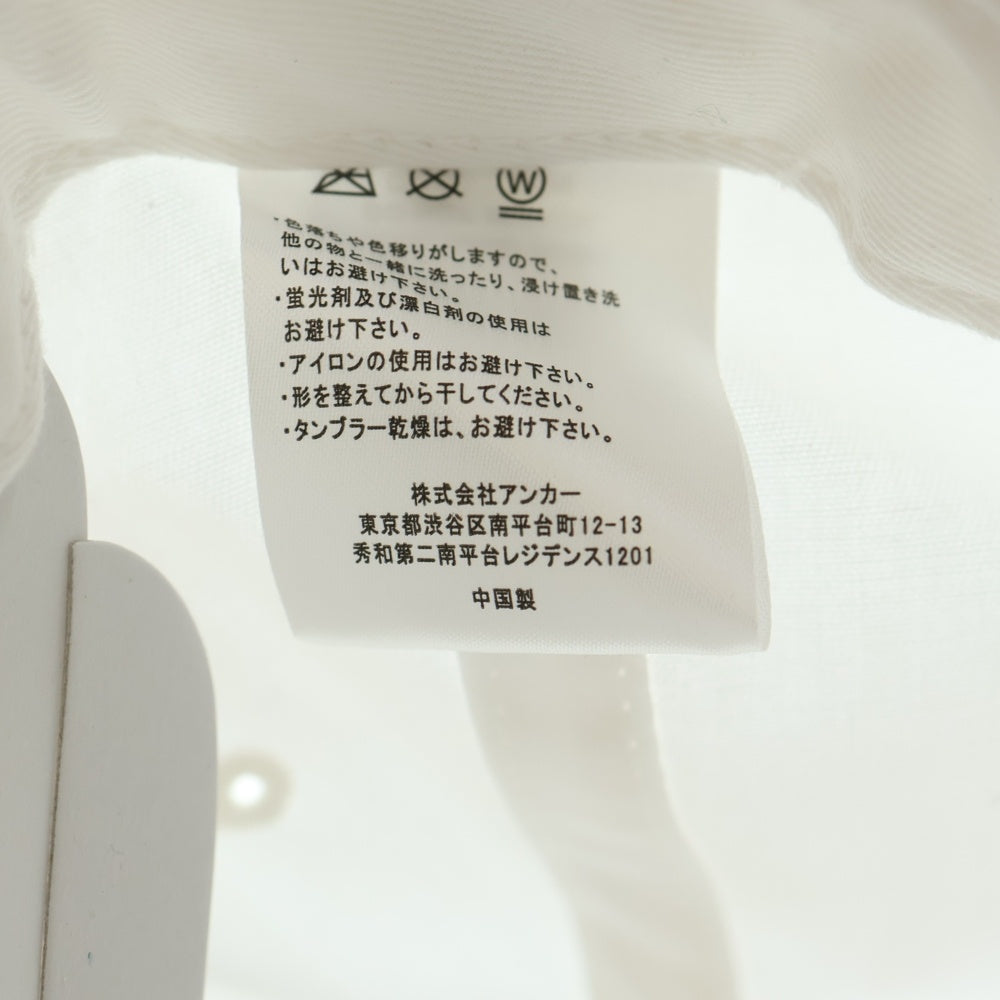 W
・色落ちや色移りがしますので、
他の物と一緒に洗ったり、浸け置き洗
いはお避け下さい。
・蛍光剤及び漂白剤の使用は
お避け下さい。
・アイロンの使用はお避け下さい。
・形を整えてから干してください。
・タンブラー乾燥は、お避け下さい。
株式会社アンカー
東京都渋谷区南平台町12-13
秀和第二南平台レジデンス1201
中国製